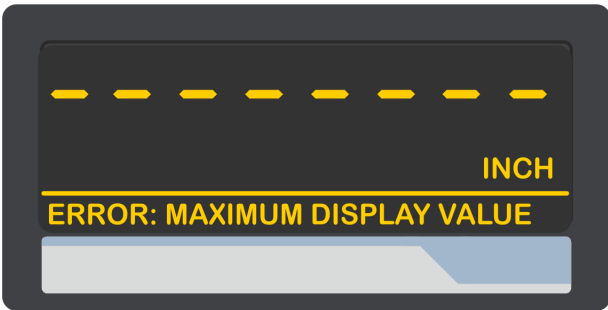 - - - - - - - -
INCH
ERROR: MAXIMUM DISPLAY VALUE